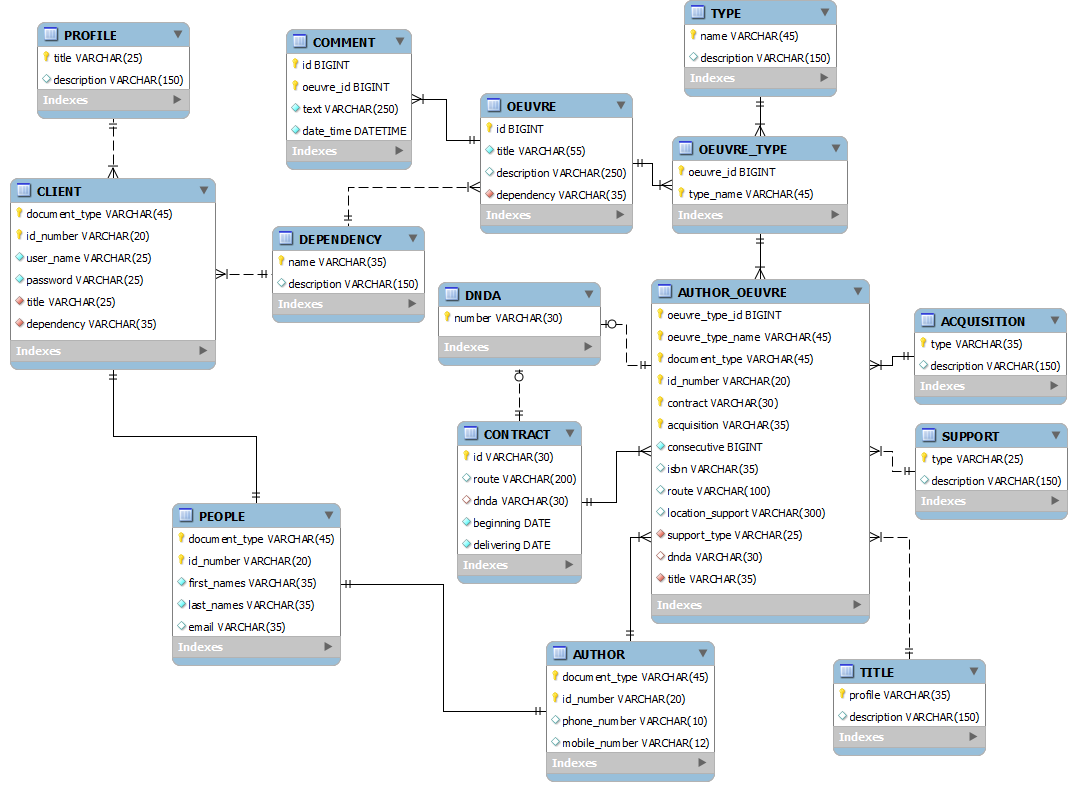 PROFILE
title VARCHAR(25)
description VARCHAR(150)
Indexes
COMMENT
id BIGINT
oeuvre_id BIGINT
text VARCHAR(250)
date_time DATETIME
Indexes
TYPE
name VARCHAR(45)
description VARCHAR(150)
Indexes
OEUVRE
id BIGINT
title VARCHAR(55)
description VARCHAR(250)
dependency VARCHAR(35)
Indexes
OEUVRE_TYPE
oeuvre_id BIGINT
type_name VARCHAR(45)
Indexes
CLIENT
document_type VARCHAR(45)
id_number VARCHAR(20)
user_name VARCHAR(25)
password VARCHAR(25)
title VARCHAR(25)
dependency VARCHAR(35)
Indexes
DEPENDENCY
name VARCHAR(35)
description VARCHAR(150)
Indexes
DNDA
number VARCHAR(30)
Indexes
AUTHOR_OEUVRE
oeuvre_type_id BIGINT
oeuvre_type_name VARCHAR(45)
document_type VARCHAR(45)
id_number VARCHAR(20)
contract VARCHAR(30)
acquisition VARCHAR(35)
consecutive BIGINT
isbn VARCHAR(35)
route VARCHAR(100)
location_support VARCHAR(300)
support_type VARCHAR(25)
dnda VARCHAR(30)
title VARCHAR(35)
Indexes
ACQUISITION
type VARCHAR(35)
description VARCHAR(150)
Indexes
CONTRACT
id VARCHAR(30)
route VARCHAR(200)
dnda VARCHAR(30)
beginning DATE
delivering DATE
Indexes
SUPPORT
type VARCHAR(25)
description VARCHAR(150)
Indexes
PEOPLE
document_type VARCHAR(45)
id_number VARCHAR(20)
first_names VARCHAR(35)
last_names VARCHAR(35)
email VARCHAR(35)
Indexes
AUTHOR
document_type VARCHAR(45)
id_number VARCHAR(20)
phone_number VARCHAR(10)
mobile_number VARCHAR(12)
Indexes
TITLE
profile VARCHAR(35)
description VARCHAR(150)
Indexes